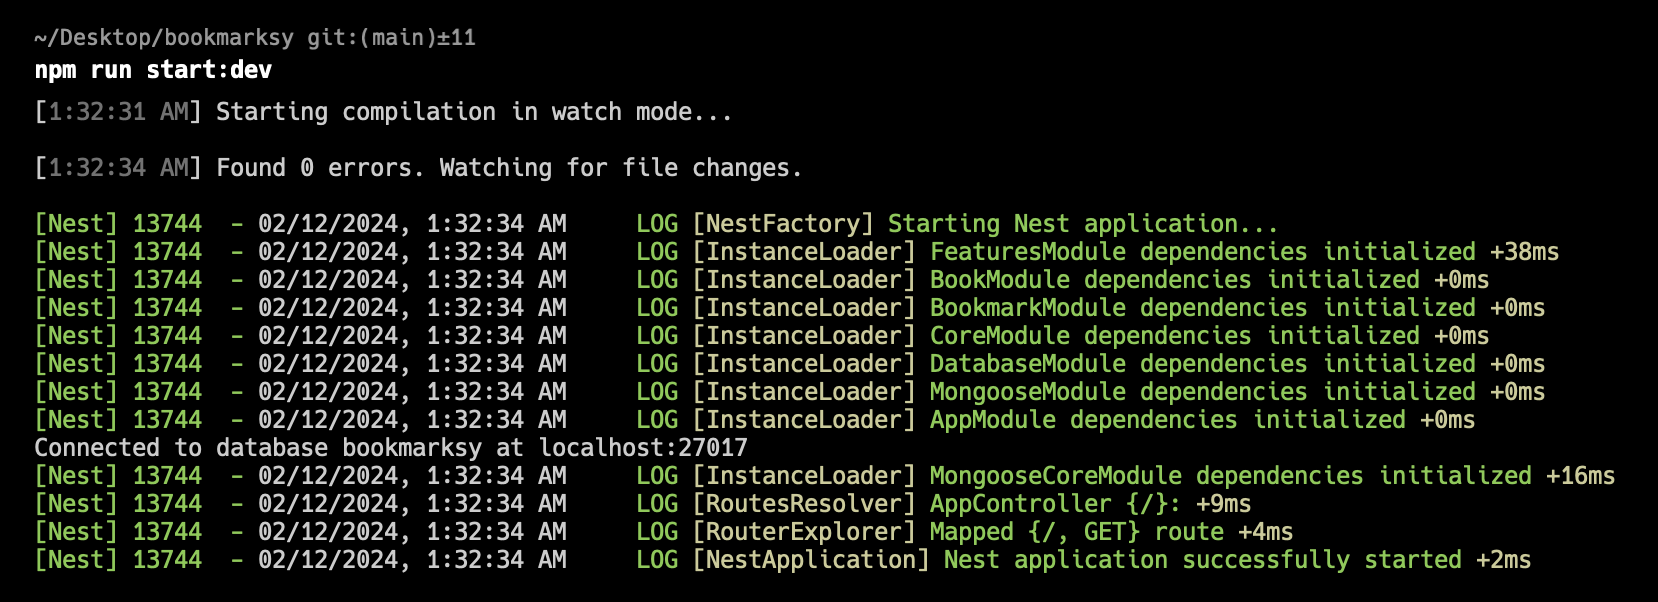 ~/Desktop/bookmarksy git:(main)±11
npm run start:dev
[1:32:31 AM] Starting compilation in watch mode...
[1:32:34 AM] Found 0 errors. Watching for file changes.
[Nest] 13744  - 02/12/2024, 1:32:34 AM     LOG [NestFactory] Starting Nest application...
[Nest] 13744  - 02/12/2024, 1:32:34 AM     LOG [InstanceLoader] FeaturesModule dependencies initialized +38ms
[Nest] 13744  - 02/12/2024, 1:32:34 AM     LOG [InstanceLoader] BookModule dependencies initialized +0ms
[Nest] 13744  - 02/12/2024, 1:32:34 AM     LOG [InstanceLoader] BookmarkModule dependencies initialized +0ms
[Nest] 13744  - 02/12/2024, 1:32:34 AM     LOG [InstanceLoader] CoreModule dependencies initialized +0ms
[Nest] 13744  - 02/12/2024, 1:32:34 AM     LOG [InstanceLoader] DatabaseModule dependencies initialized +0ms
[Nest] 13744  - 02/12/2024, 1:32:34 AM     LOG [InstanceLoader] MongooseModule dependencies initialized +0ms
[Nest] 13744  - 02/12/2024, 1:32:34 AM     LOG [InstanceLoader] AppModule dependencies initialized +0ms
Connected to database bookmarksy at localhost:27017
[Nest] 13744  - 02/12/2024, 1:32:34 AM     LOG [InstanceLoader] MongooseCoreModule dependencies initialized +16ms
[Nest] 13744  - 02/12/2024, 1:32:34 AM     LOG [RoutesResolver] AppController {/}: +9ms
[Nest] 13744  - 02/12/2024, 1:32:34 AM     LOG [RouterExplorer] Mapped {/, GET} route +4ms
[Nest] 13744  - 02/12/2024, 1:32:34 AM     LOG [NestApplication] Nest application successfully started +2ms